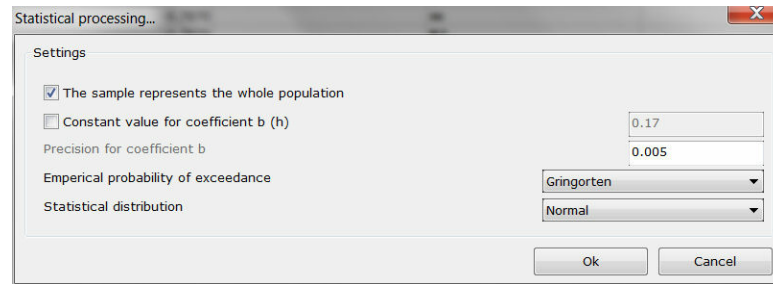 Statistical processing...
Settings
The sample represents the whole population
Constant value for coefficient b (h) 0.17
Precision for coefficient b 0.005
Emperical probability of exceedance Gringorten
Statistical distribution Normal
Ok Cancel